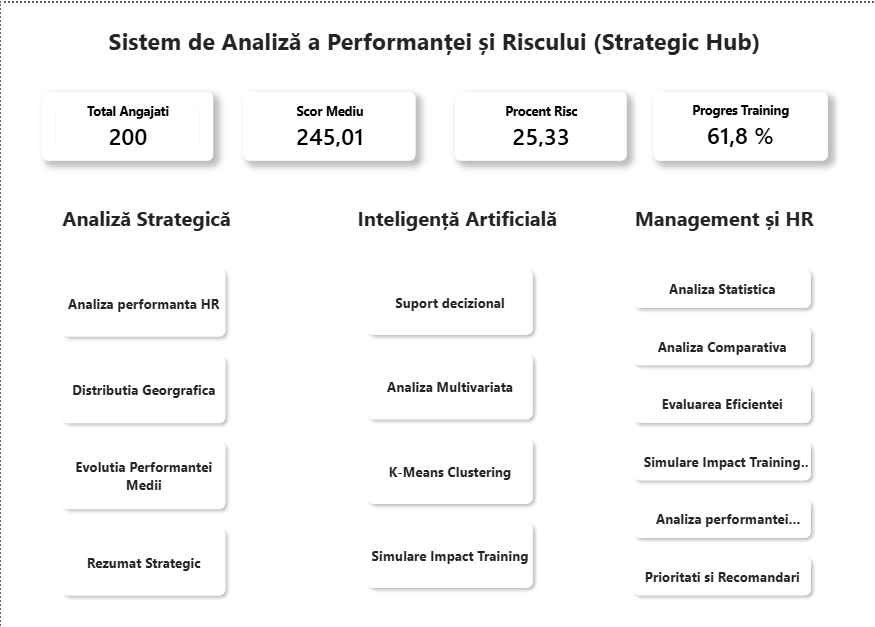 Sistem de Analiză a Performanței și Riscului (Strategic Hub)
Total Angajati
200
Scor Mediu
245,01
Procent Risc
25,33
Progres Training
61,8 %
Analiză Strategică
Analiza performanta HR
Distributia Georgrafica
Evolutia Performantei
Medii
Rezumat Strategic
Inteligență Artificială
Suport decizional
Analiza Multivariata
K-Means Clustering
Simulare Impact Training
Management și HR
Analiza Statistica
Analiza Comparativa
Evaluarea Eficientei
Simulare Impact Training..
Analiza performantei...
Prioritati si Recomandari